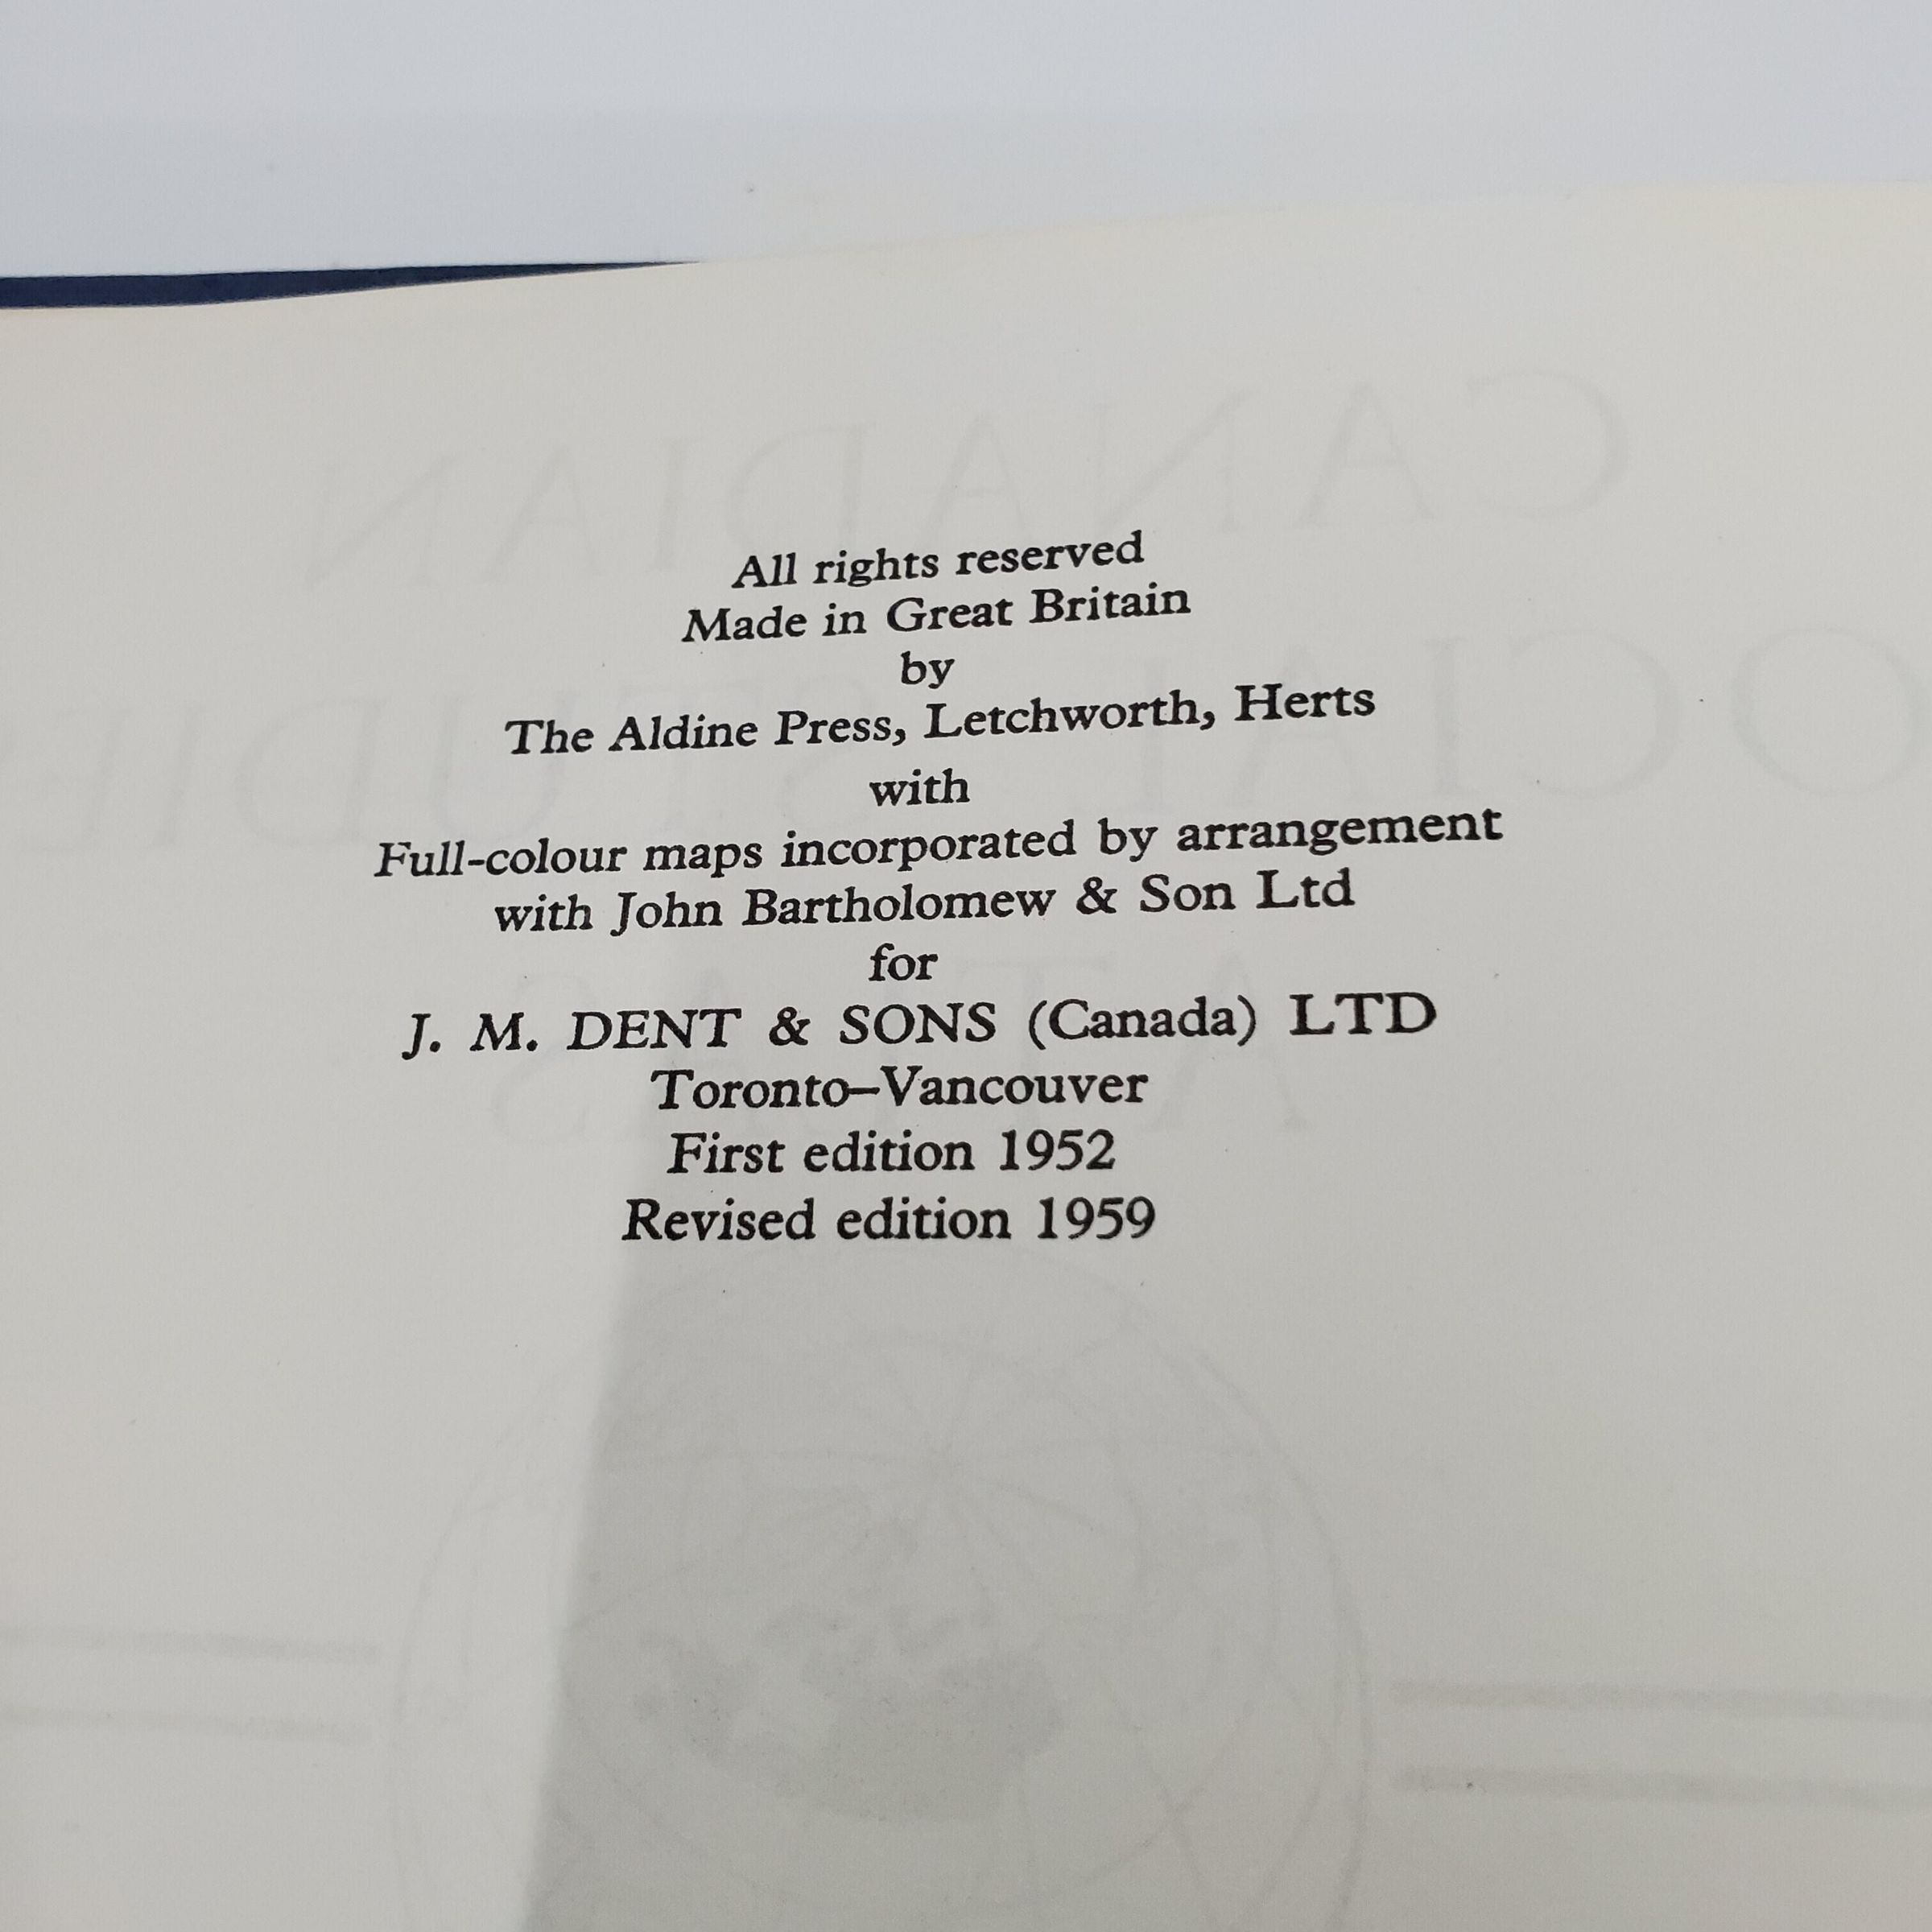 All rights reserved
Made in Great Britain
by
The Aldine Press, Letchworth, Herts
with
Full-colour maps incorporated by arrangement
with John Bartholomew & Son Ltd
for
J. M. DENT & SONS (Canada) LTD
Toronto–Vancouver
First edition 1952
Revised edition 1959